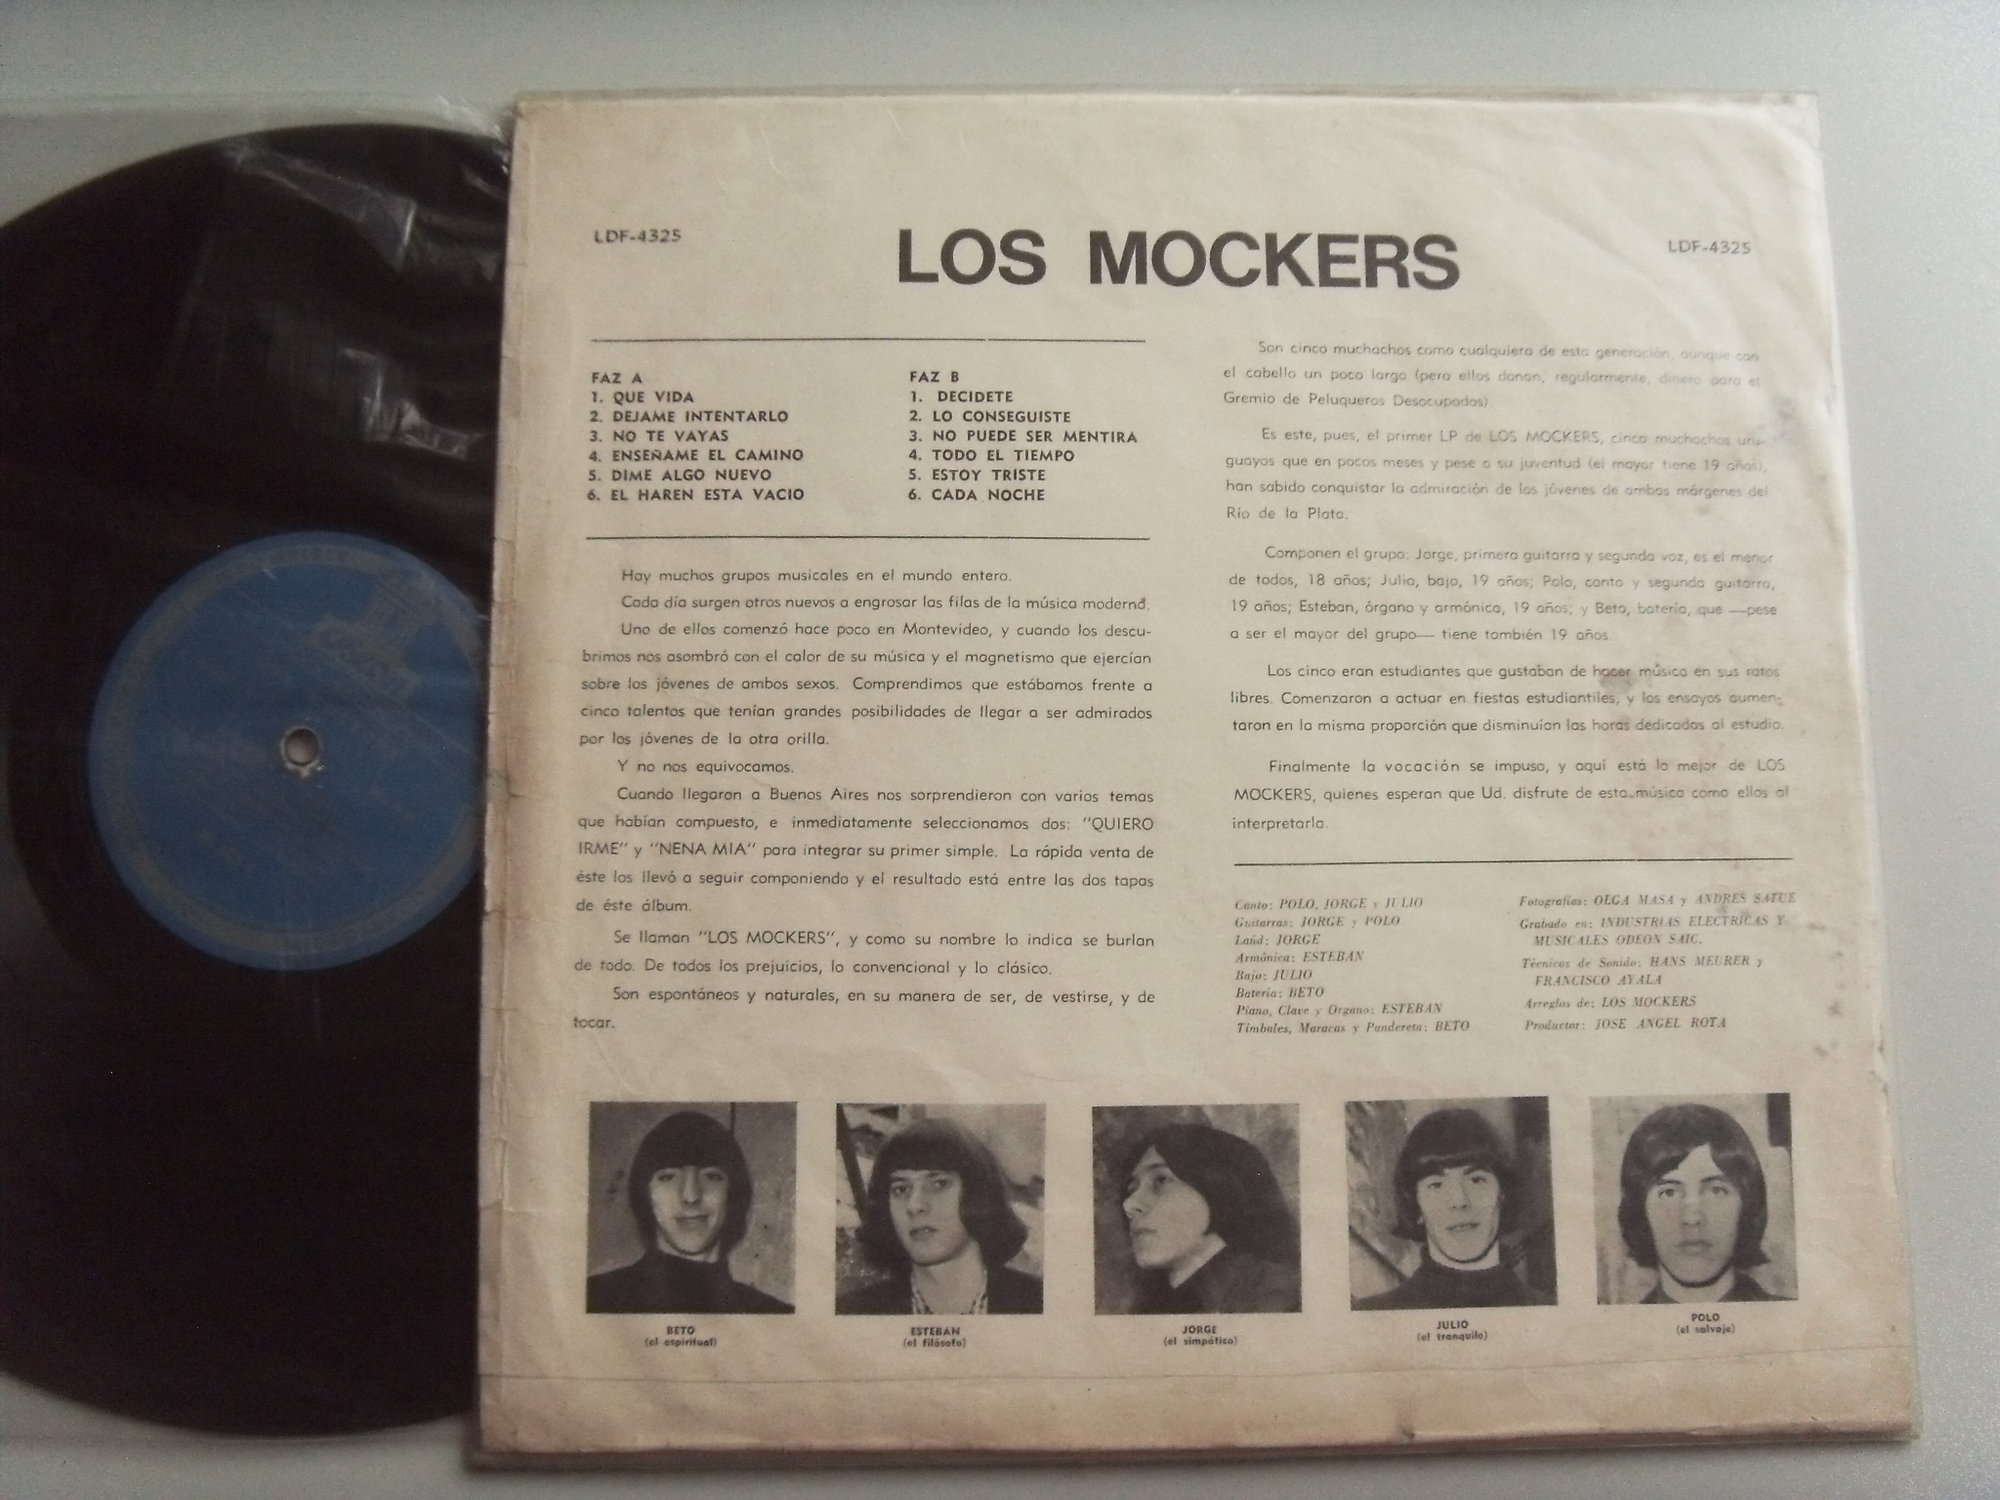 LDF-4325
LOS MOCKERS
LDF-4325
FAZ A
1. QUE VIDA
2. DEJAME INTENTARLO
3. NO TE VAYAS
4. ENSEÑAME EL CAMINO
5. DIME ALGO NUEVO
6. EL HAREN ESTA VACIO
FAZ B
1. DECIDETE
2. LO CONSEGUISTE
3. NO PUEDE SER MENTIRA
4. TODO EL TIEMPO
5. ESTOY TRISTE
6. CADA NOCHE
Hay muchos grupos musicales en el mundo entero.
Cada día surgen otros nuevos a engrosar las filas de la música moderna.
Uno de ellos comenzó hace poco en Montevideo, y cuando los descu-
brimos nos asombró con el calor de su música y el magnetismo que ejercían
sobre los jóvenes de ambos sexos. Comprendimos que estábamos frente a
cinco talentos que tenían grandes posibilidades de llegar a ser admirados
por los jóvenes de la otra orilla.
Y no nos equivocamos.
Cuando llegaron a Buenos Aires nos sorprendieron con varios temas
que habían compuesto, e inmediatamente seleccionamos dos: "QUIERO
IRME" y "NENA MIA" para integrar su primer simple. La rápida venta de
éste los llevó a seguir componiendo y el resultado está entre las dos tapas
de éste álbum.
Se llaman "LOS MOCKERS", y como su nombre lo indica se burlan
de todo. De todos los prejuicios, lo convencional y lo clásico.
Son espontáneos y naturales, en su manera de ser, de vestirse, y de
tocar.
Son cinco muchachos como cualquiera de esta generación, aunque con
el cabello un poco largo (pero ellos donan, regularmente, dinero para el
Gremio de Peluqueros Desocupados).
Es este, pues, el primer LP de LOS MOCKERS, cinco muchachos uru-
guayos que en pocos meses y pese a su juventud (el mayor tiene 19 años),
han sabido conquistar la admiración de los jóvenes de ambas márgenes del
Río de la Plata.
Componen el grupo: Jorge, primera guitarra y segunda voz, es el menor
de todos, 18 años; Julio, bajo, 19 años; Polo, canto y segunda guitarra,
19 años; Esteban, órgano y armónica, 19 años; y Beto, batería, que —pese
a ser el mayor del grupo— tiene también 19 años.
Los cinco eran estudiantes que gustaban de hacer música en sus ratos
libres. Comenzaron a actuar en fiestas estudiantiles, y los ensayos aumen-
taron en la misma proporción que disminuían las horas dedicadas al estudio.
Finalmente la vocación se impuso, y aquí está lo mejor de LOS
MOCKERS, quienes esperan que Ud. disfrute de esta música como ellos al
interpretarla.
Canto: POLO, JORGE y JULIO
Guitarras: JORGE y POLO
Laúd: JORGE
Armónica: ESTEBAN
Bajo: JULIO
Batería: BETO
Piano, Clave y Organo: ESTEBAN
Timbales, Maracas y Pandereta: BETO
Fotografías: OLGA MASA y ANDRES SATUE
Grabado en: INDUSTRIAS ELECTRICAS Y
MUSICALES ODEON SAIC.
Técnicos de Sonido: HANS MEURER y
FRANCISCO AYALA
Arreglos de: LOS MOCKERS
Productor: JOSE ANGEL ROTA
BETO
(el espiritual)
ESTEBAN
(el filósofo)
JORGE
(el simpático)
JULIO
(el tranquilo)
POLO
(el salvaje)